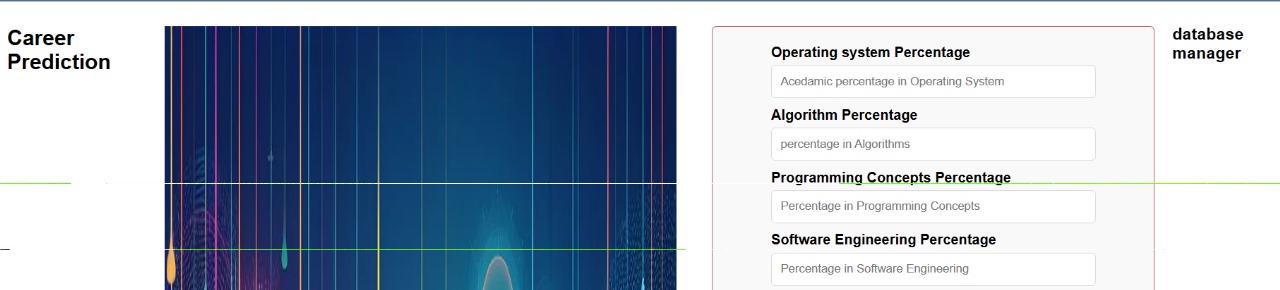 Career
Prediction
Operating system Percentage
Acedamic percentage in Operating System
Algorithm Percentage
percentage in Algorithms
Programming Concepts Percentage
Percentage in Programming Concepts
Software Engineering Percentage
Percentage in Software Engineering
database
manager